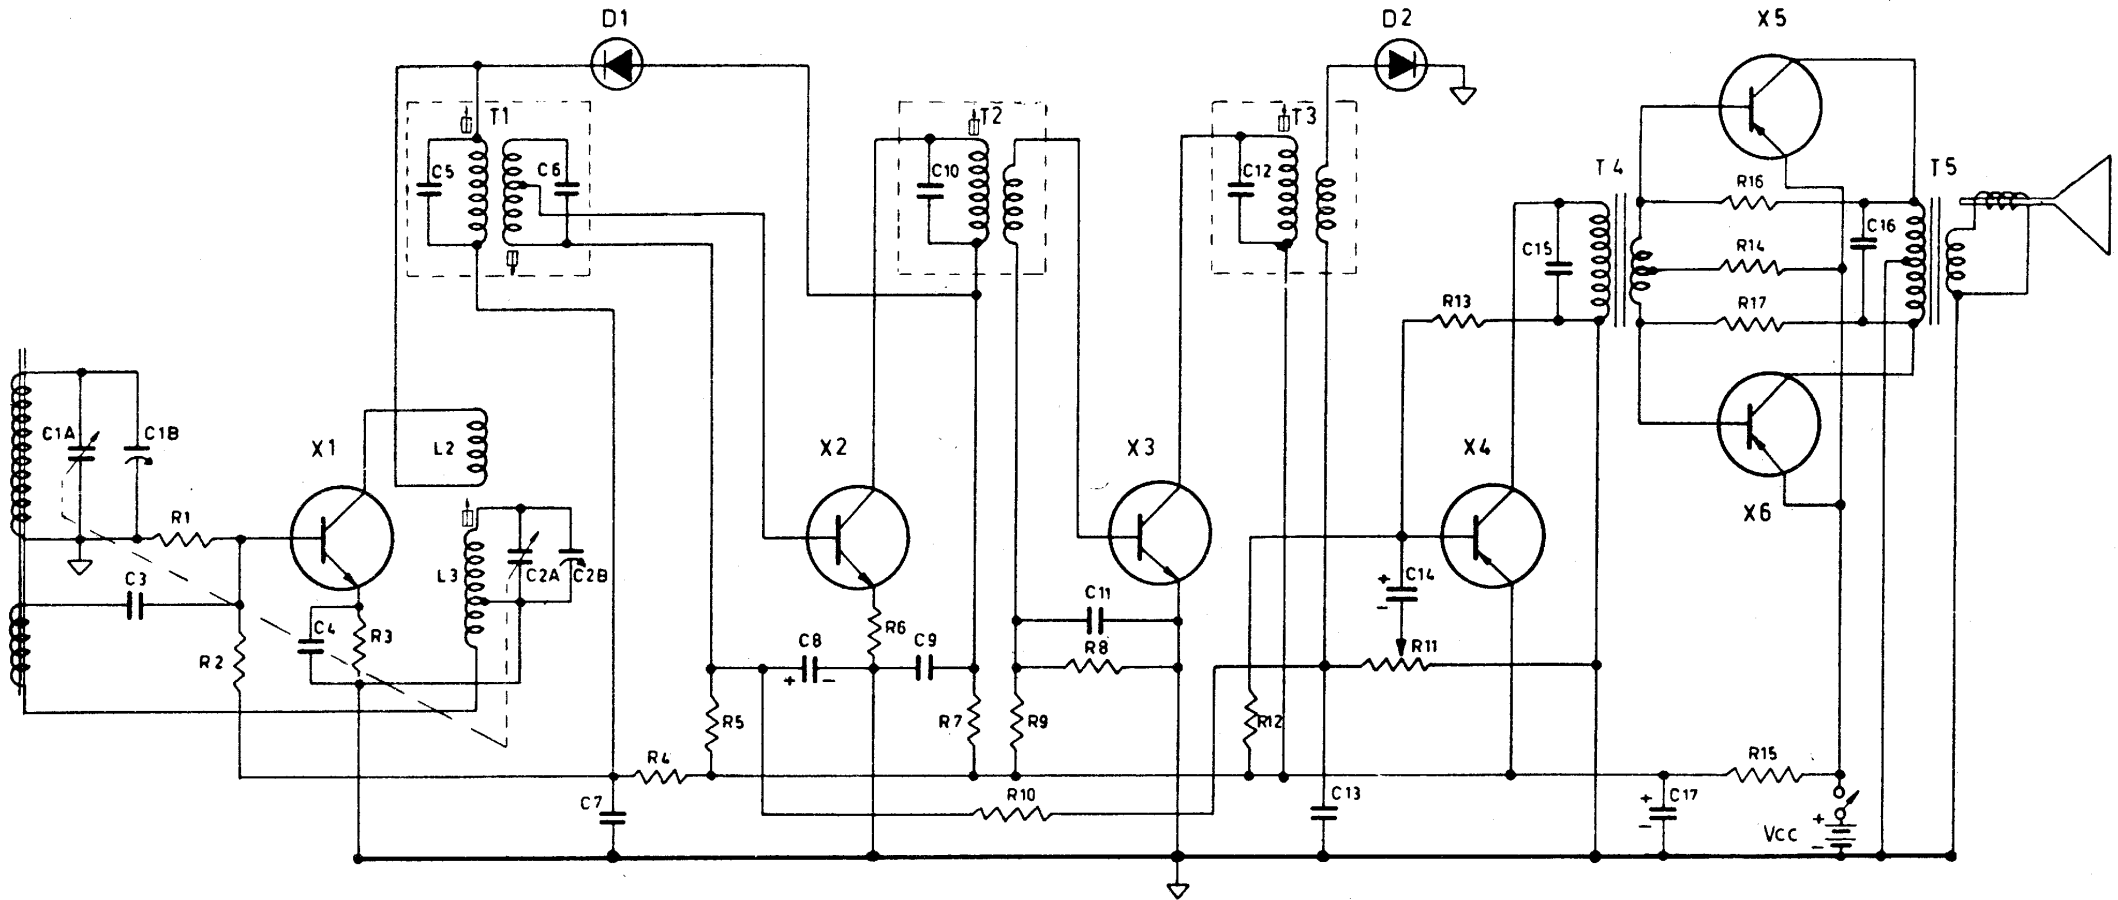 D1 D2 X5
T1 T2 T3
C5 C6 C10 C12 T4 R16 T5
C15 R14 C16
R13 R17
C1A C1B X1 L2 X2 X3 X4
R1 X6
C3 L3 C2A C2B + C14 -
C4 R3 R6 C11
R2 C8 C9 R8 R11
+ -
R5 R7 R9 R12
R4 R15
C7 R10 C13 + C17 -
Vcc + -